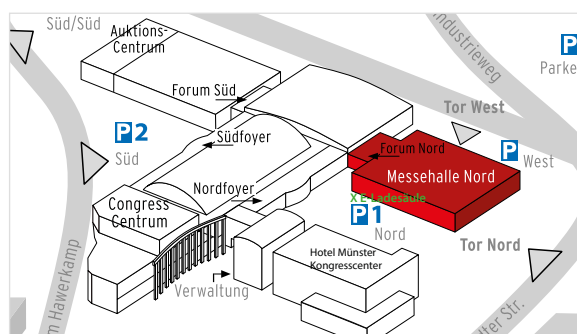 Süd/Süd
Auktions-
Centrum
Industrieweg
P
Parke
Forum Süd
Tor West
P2
Süd
Südfoyer
Forum Nord
P
West
Messehalle Nord
Nordfoyer
X E-Ladesäule
Congress
Centrum
P1
Nord
Tor Nord
Hotel Münster
Kongresscenter
Verwaltung
m Hawerkamp
ter Str.